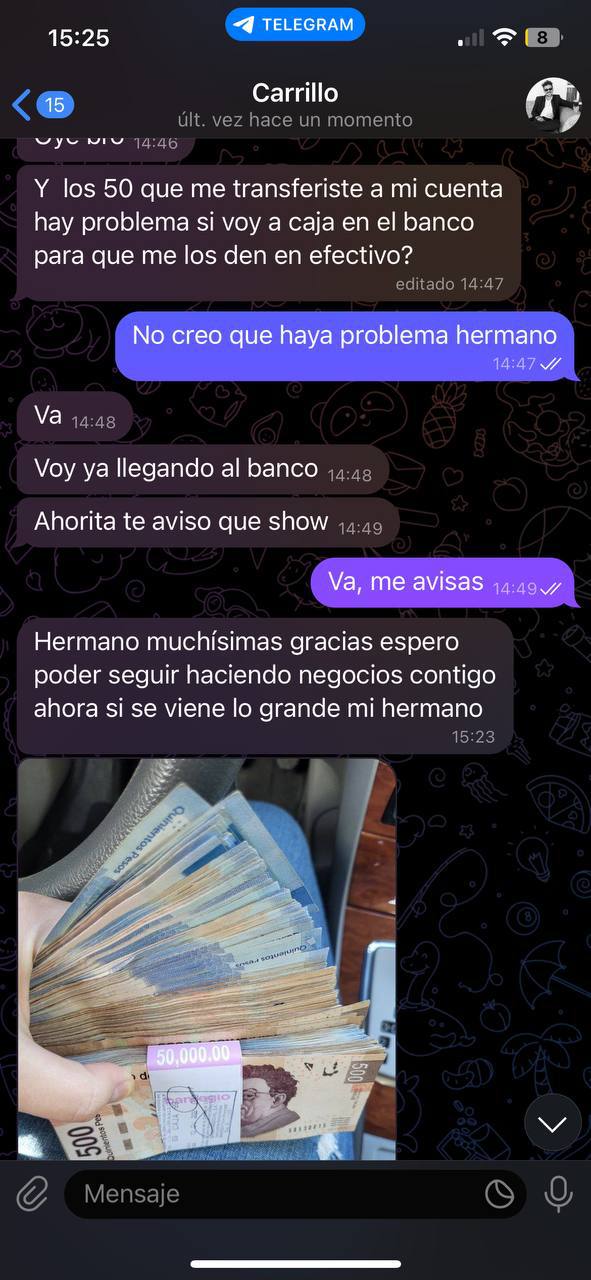 15:25
TELEGRAM
8
15
Carrillo
últ. vez hace un momento
Oye bro 14:46
Y los 50 que me transferiste a mi cuenta
hay problema si voy a caja en el banco
para que me los den en efectivo?
editado 14:47
No creo que haya problema hermano
14:47
Va 14:48
Voy ya llegando al banco 14:48
Ahorita te aviso que show 14:49
Va, me avisas 14:49
Hermano muchísimas gracias espero
poder seguir haciendo negocios contigo
ahora si se viene lo grande mi hermano
15:23
Quinientos Pesos
Quinientos Pesos
50,000.00
500
500
Mensaje